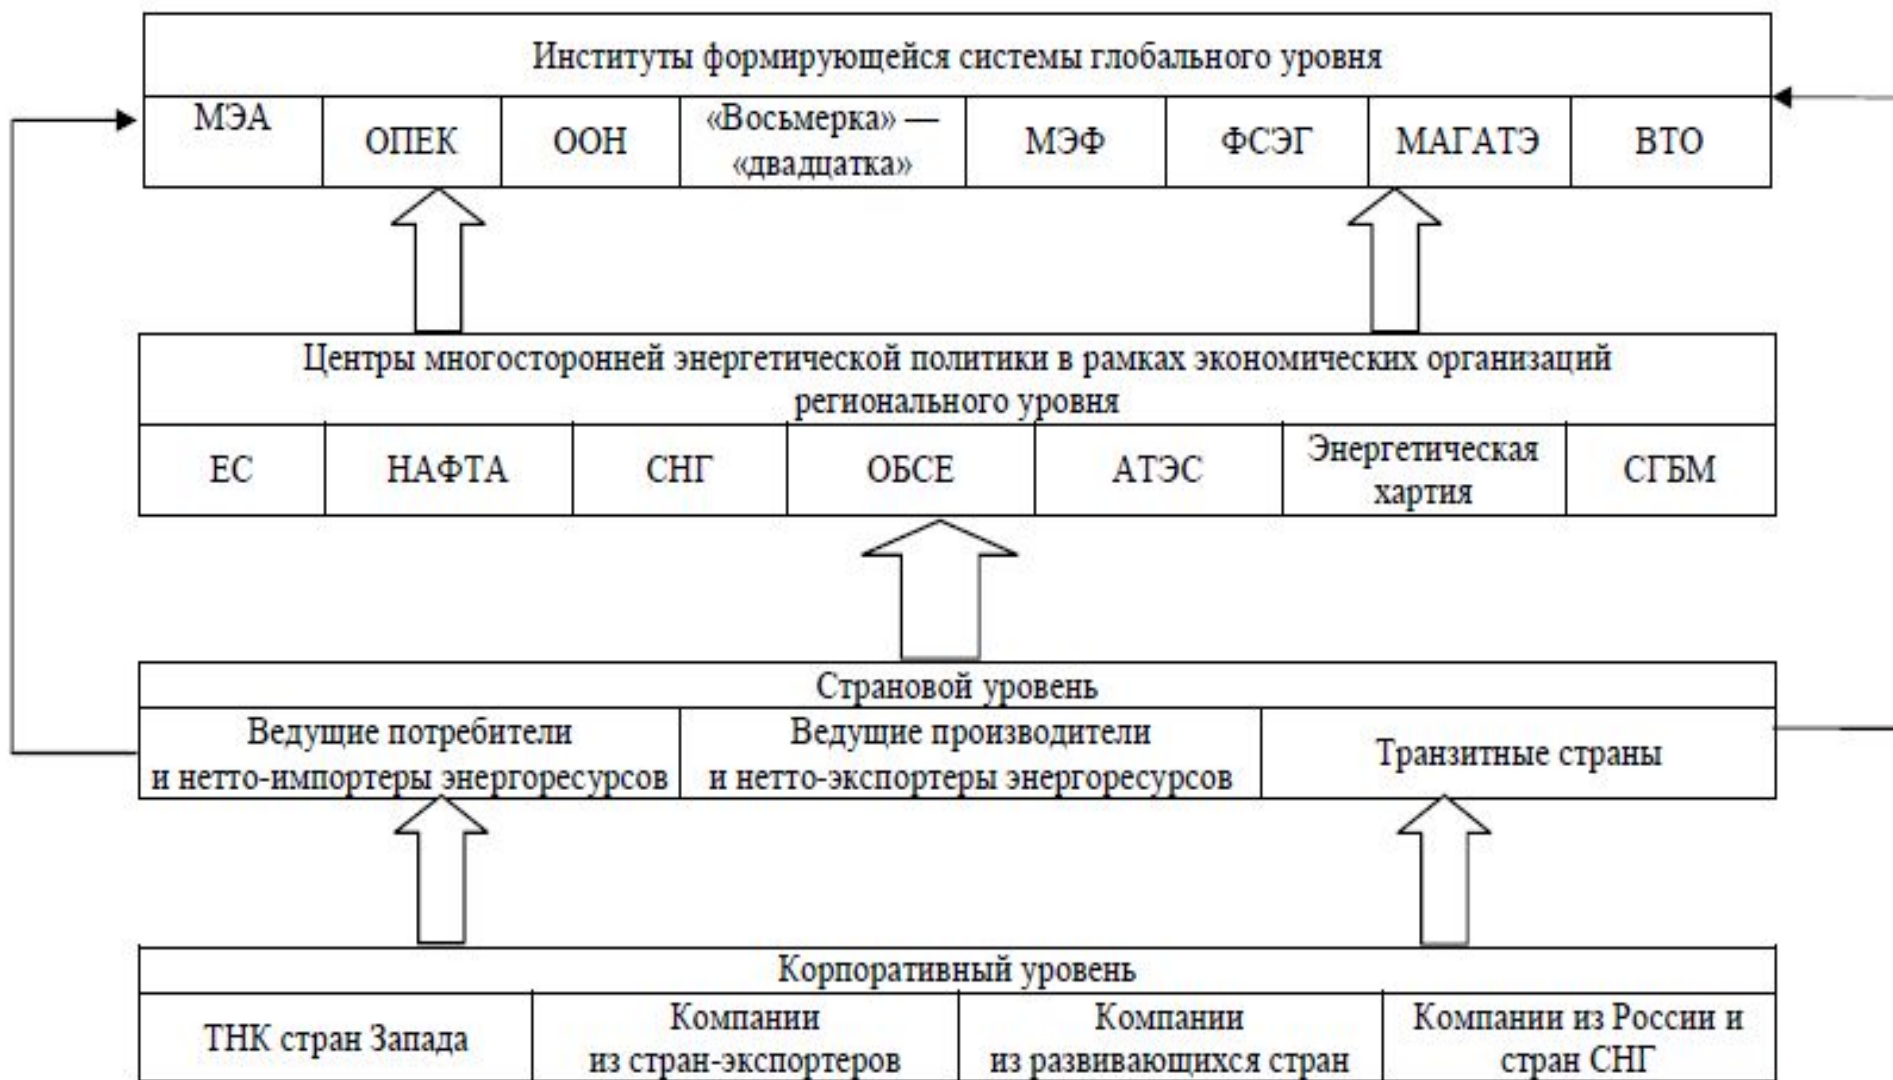 Институты формирующейся системы глобального уровня
МЭА
ОПЕК
ООН
«Восьмерка» —
«двадцатка»
МЭФ
ФСЭГ
МАГАТЭ
ВТО
Центры многосторонней энергетической политики в рамках экономических организаций
регионального уровня
ЕС
НАФТА
СНГ
ОБСЕ
АТЭС
Энергетическая
хартия
СГБМ
Страновой уровень
Ведущие потребители
и нетто-импортеры энергоресурсов
Ведущие производители
и нетто-экспортеры энергоресурсов
Транзитные страны
Корпоративный уровень
ТНК стран Запада
Компании
из стран-экспортеров
Компании
из развивающихся стран
Компании из России и
стран СНГ